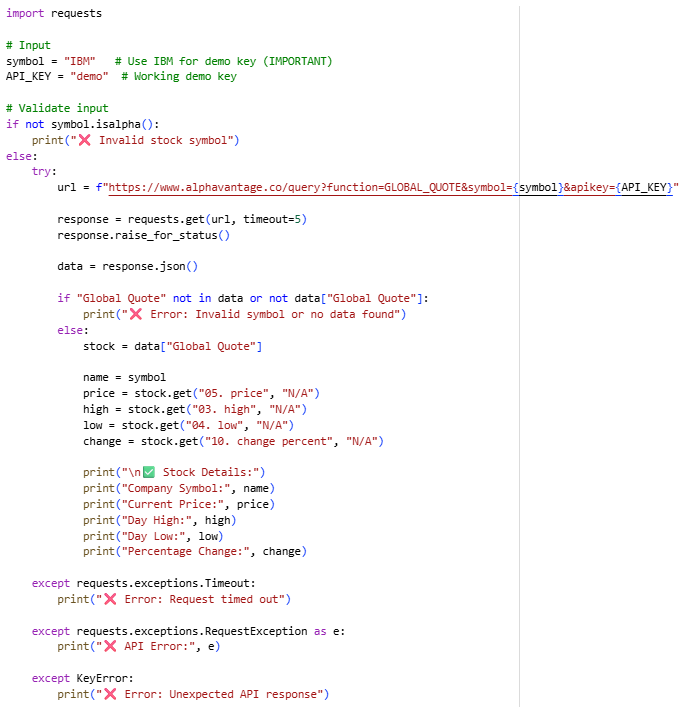 import requests

# Input
symbol = "IBM"   # Use IBM for demo key (IMPORTANT)
API_KEY = "demo"  # Working demo key

# Validate input
if not symbol.isalpha():
    print("❌ Invalid stock symbol")
else:
    try:
        url = f"https://www.alphavantage.co/query?function=GLOBAL_QUOTE&symbol={symbol}&apikey={API_KEY}"

        response = requests.get(url, timeout=5)
        response.raise_for_status()

        data = response.json()

        if "Global Quote" not in data or not data["Global Quote"]:
            print("❌ Error: Invalid symbol or no data found")
        else:
            stock = data["Global Quote"]

            name = symbol
            price = stock.get("05. price", "N/A")
            high = stock.get("03. high", "N/A")
            low = stock.get("04. low", "N/A")
            change = stock.get("10. change percent", "N/A")

            print("\n✅ Stock Details:")
            print("Company Symbol:", name)
            print("Current Price:", price)
            print("Day High:", high)
            print("Day Low:", low)
            print("Percentage Change:", change)

    except requests.exceptions.Timeout:
        print("❌ Error: Request timed out")

    except requests.exceptions.RequestException as e:
        print("❌ API Error:", e)

    except KeyError:
        print("❌ Error: Unexpected API response")